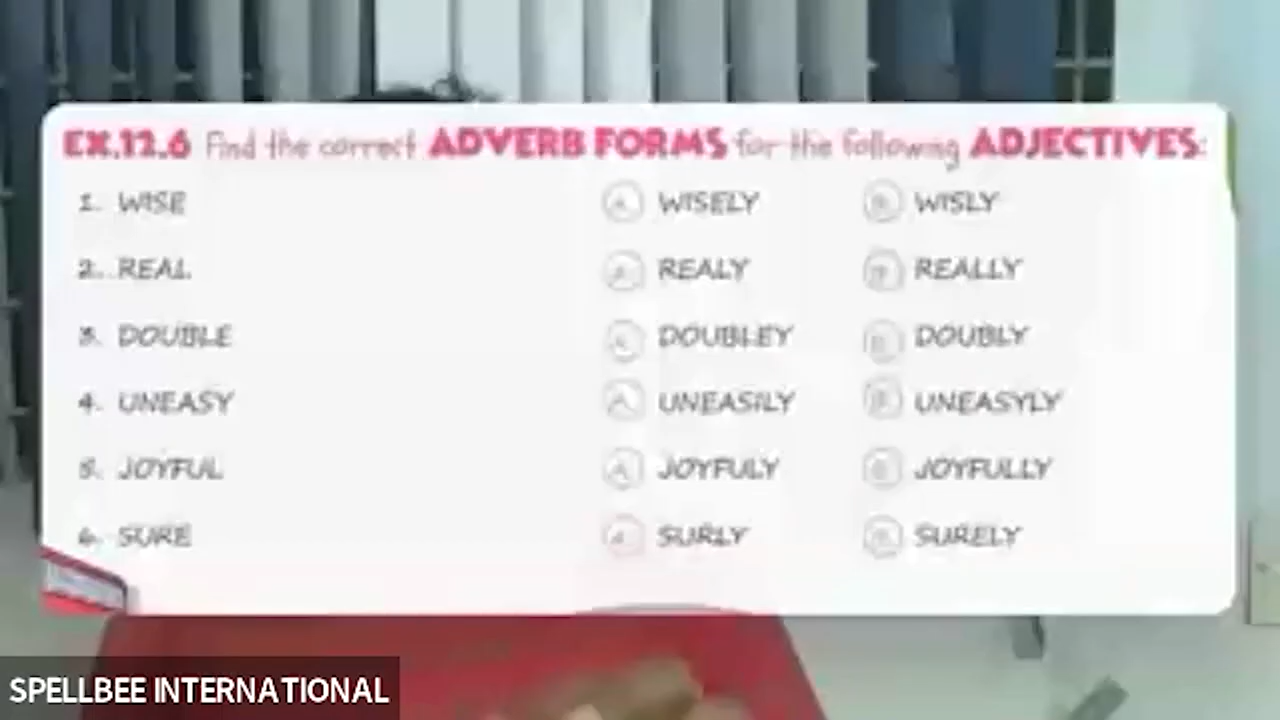 EX.12.6 Find the correct ADVERB FORMS for the following ADJECTIVES:
1. WISE A. WISELY B. WISLY
2. REAL A. REALY B. REALLY
3. DOUBLE A. DOUBLEY B. DOUBLY
4. UNEASY A. UNEASILY B. UNEASYLY
5. JOYFUL A. JOYFULY B. JOYFULLY
6. SURE A. SURLY B. SURELY
SPELLBEE INTERNATIONAL